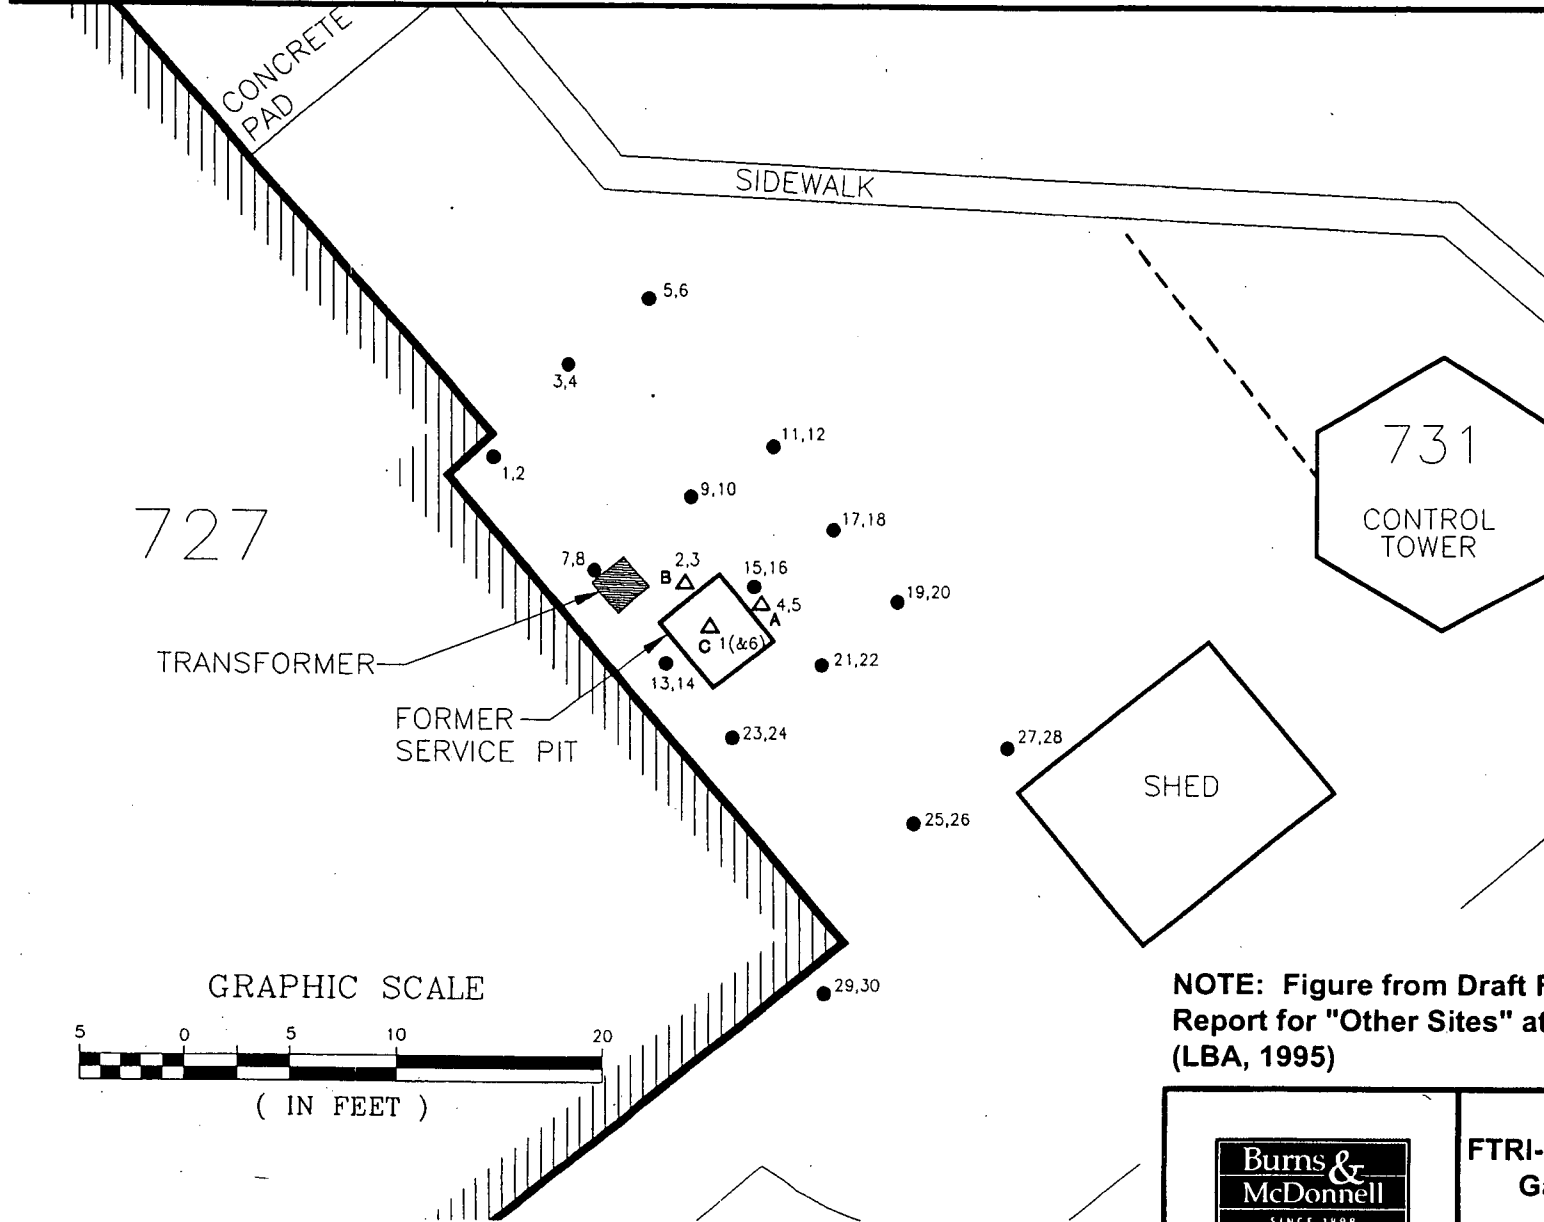 CONCRETE
PAD
SIDEWALK
5,6
3,4
11,12
1,2
9,10
731
CONTROL
TOWER
727
17,18
7,8
2,3
B
15,16
4,5
A
19,20
C 1(&6)
TRANSFORMER
13,14
21,22
FORMER
SERVICE PIT
23,24
27,28
SHED
25,26
29,30
GRAPHIC SCALE
5 0 5 10 20
( IN FEET )
NOTE: Figure from Draft F
Report for "Other Sites" at
(LBA, 1995)
Burns &
McDonnell
SINCE 1898
FTRI-
Ga